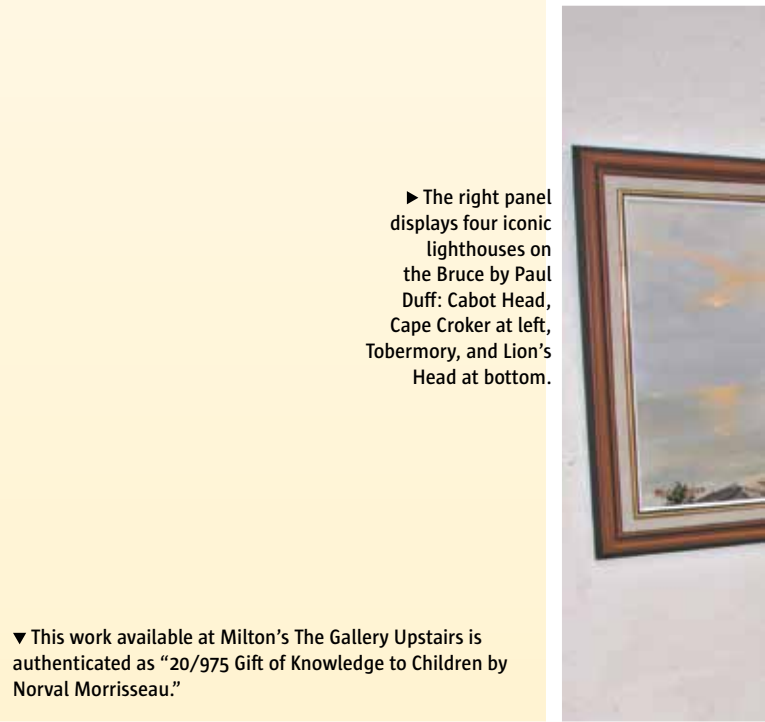 ▶ The right panel
displays four iconic
lighthouses on
the Bruce by Paul
Duff: Cabot Head,
Cape Croker at left,
Tobermory, and Lion’s
Head at bottom.
▼ This work available at Milton’s The Gallery Upstairs is
authenticated as “20/975 Gift of Knowledge to Children by
Norval Morrisseau.”